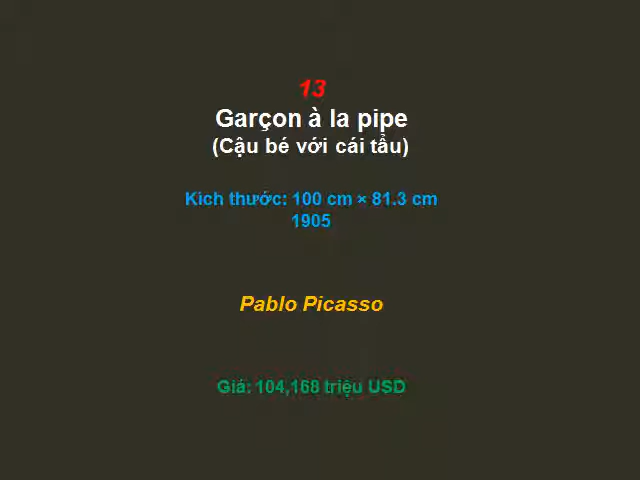 13
Garçon à la pipe
(Cậu bé với cái tẩu)
Kích thước: 100 cm × 81.3 cm
1905
Pablo Picasso
Giá: 104,168 triệu USD